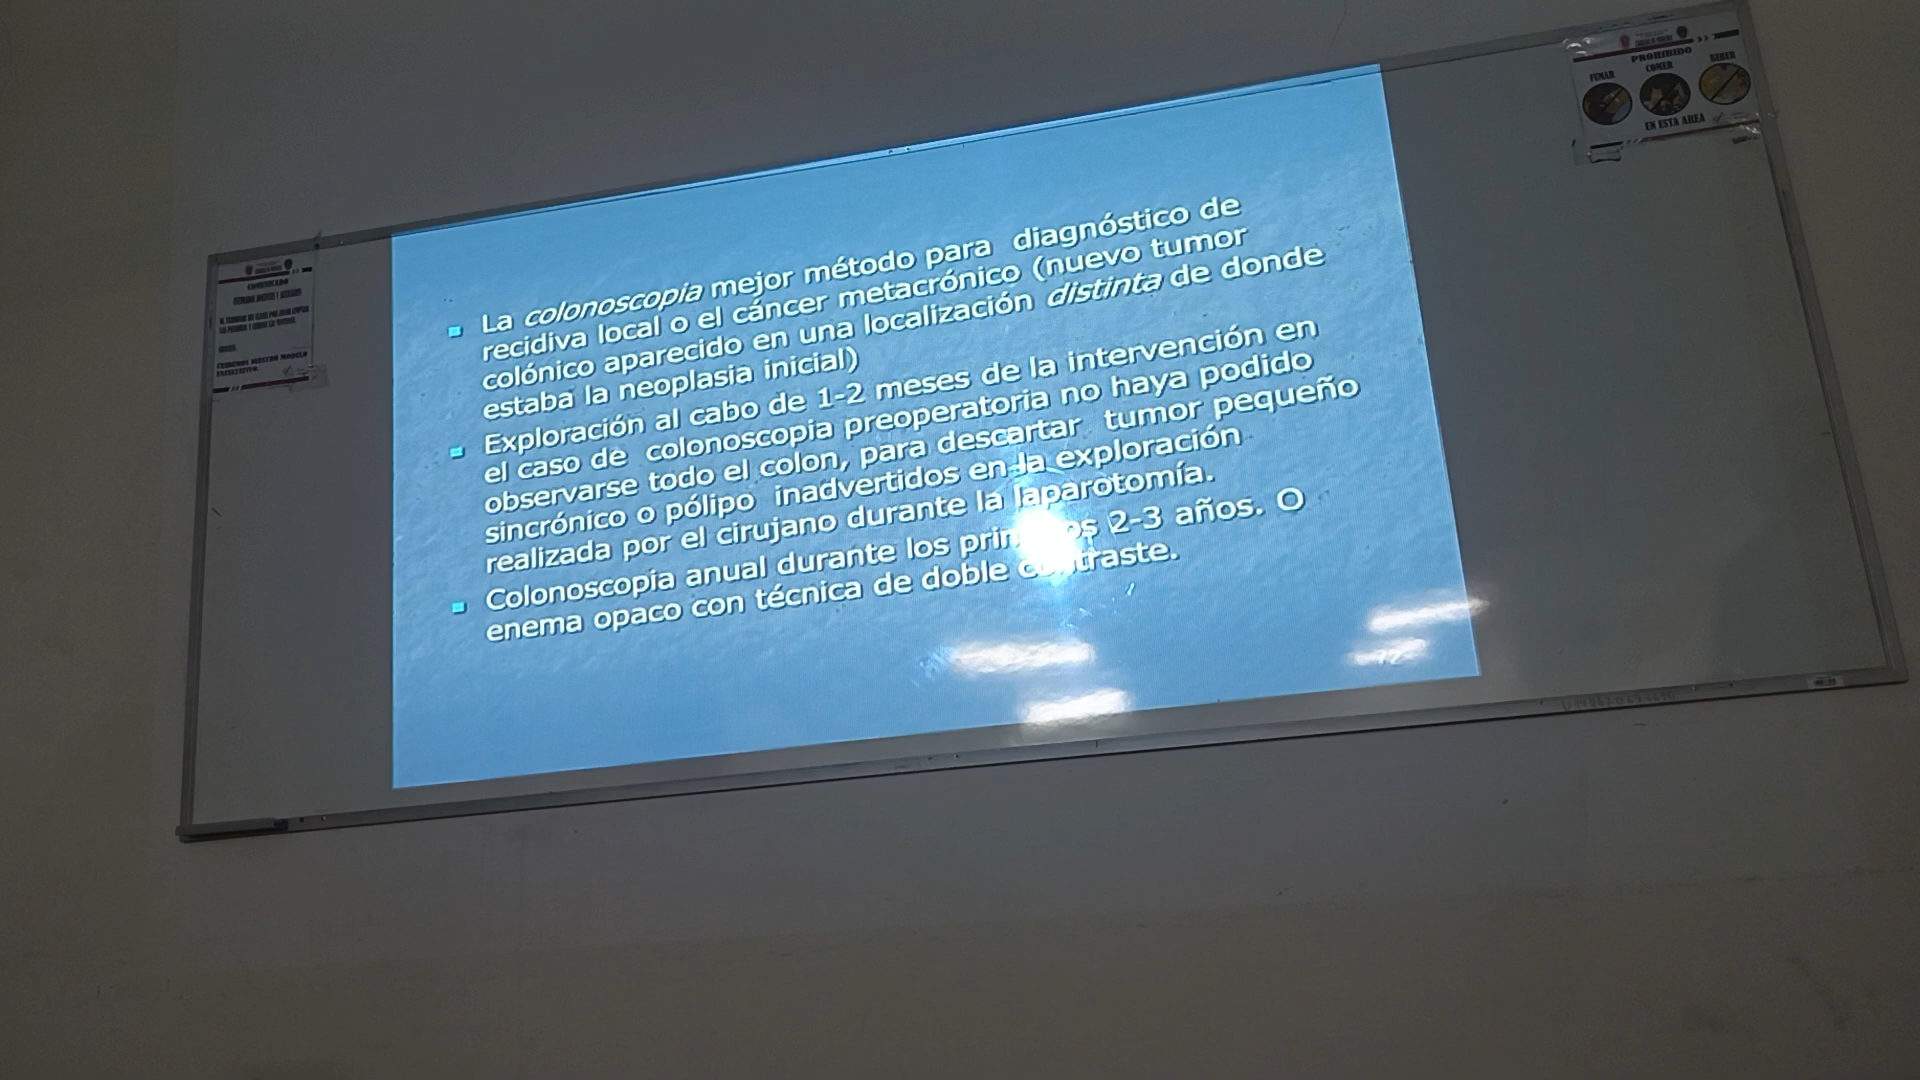 La colonoscopia mejor método para diagnóstico de
recidiva local o el cáncer metacrónico (nuevo tumor
colónico aparecido en una localización distinta de donde
estaba la neoplasia inicial)
Exploración al cabo de 1-2 meses de la intervención en
el caso de colonoscopia preoperatoria no haya podido
observarse todo el colon, para descartar tumor pequeño
sincrónico o pólipo inadvertidos en la exploración
realizada por el cirujano durante la laparotomía.
Colonoscopia anual durante los 2-3 años. O
enema opaco con técnica de doble
72
PROHIBIDO
FUMAR COMER BEBER
EN ESTA AREA
COMUNICADO